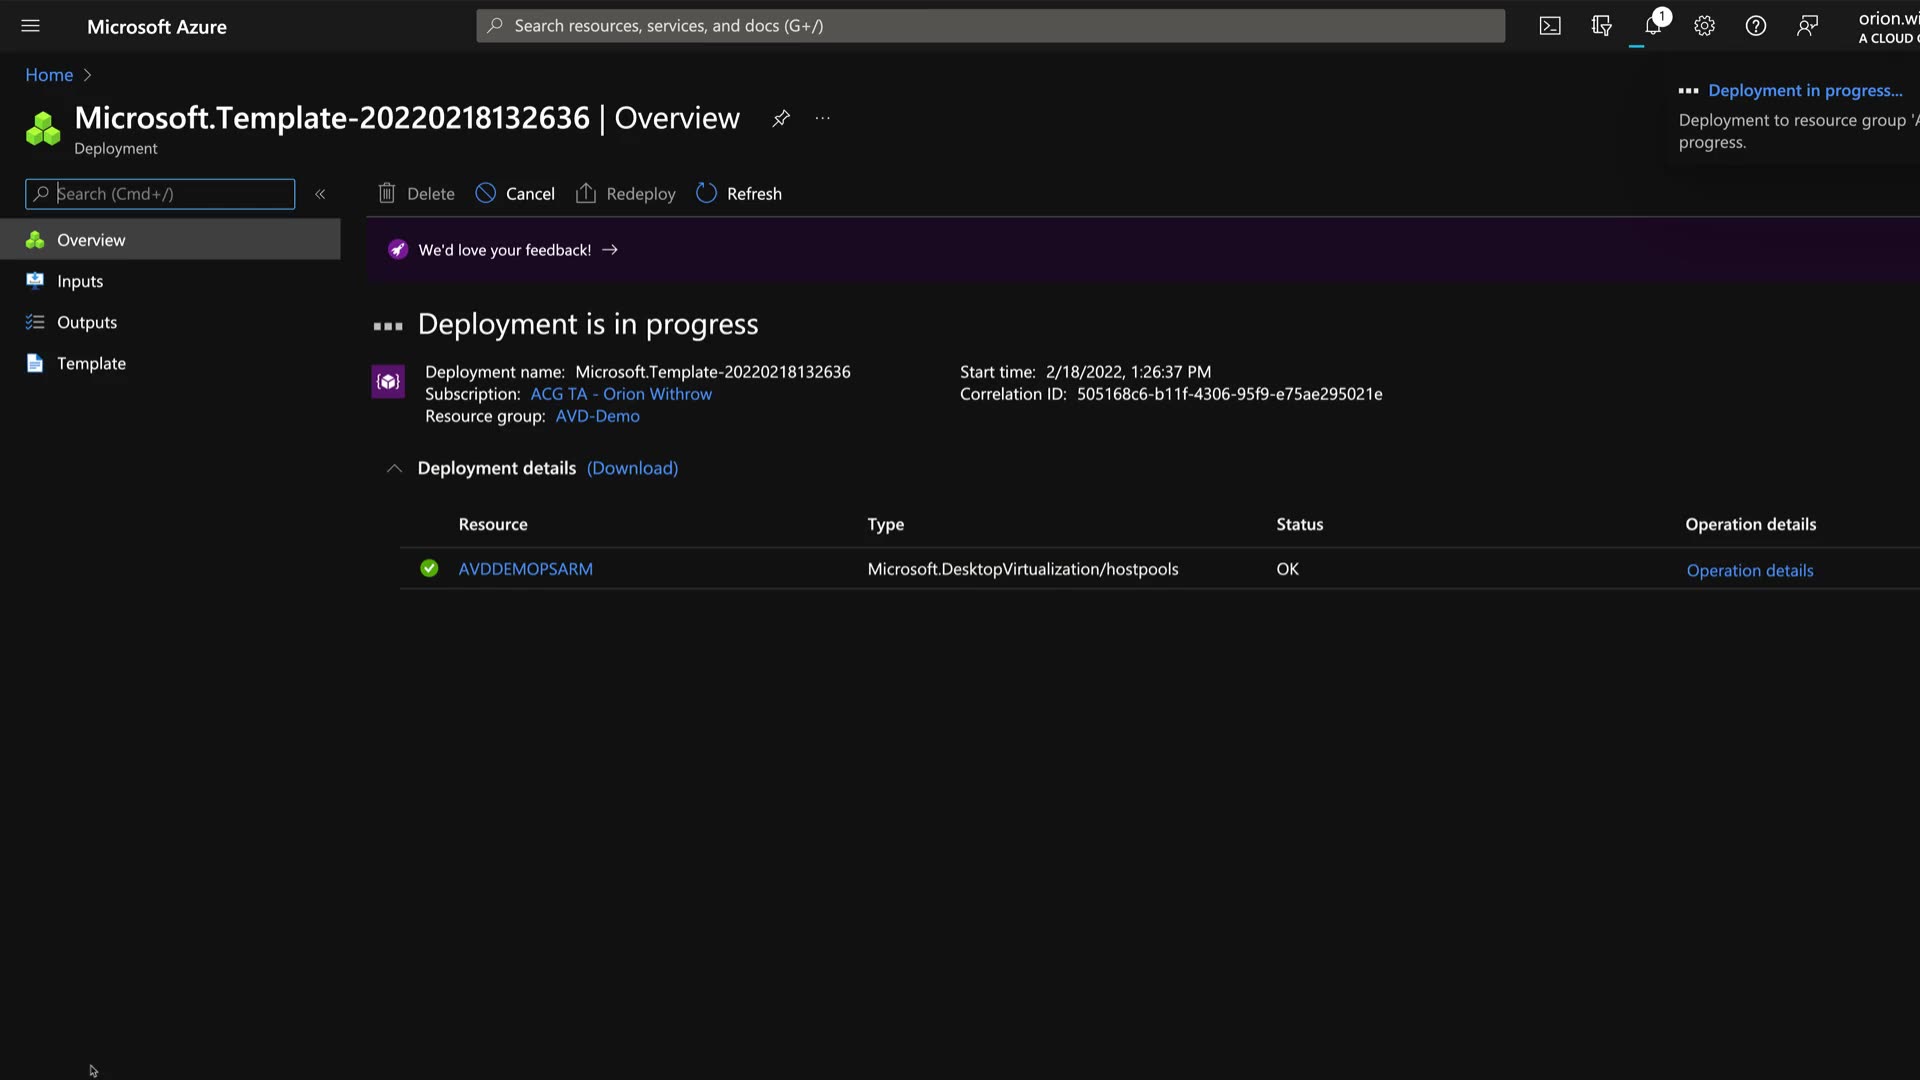 Microsoft Azure
Search resources, services, and docs (G+/)
1
orion.wi
A CLOUD
Home
Deployment in progress...
Deployment to resource group 'A
progress.
Microsoft.Template-20220218132636 | Overview
Deployment
Search (Cmd+/)
Delete
Cancel
Redeploy
Refresh
Overview
Inputs
Outputs
Template
We'd love your feedback! →
Deployment is in progress
Deployment name: Microsoft.Template-20220218132636
Subscription: ACG TA - Orion Withrow
Resource group: AVD-Demo
Start time: 2/18/2022, 1:26:37 PM
Correlation ID: 505168c6-b11f-4306-95f9-e75ae295021e
Deployment details (Download)
Resource Type Status Operation details
AVDDEMOPSARM Microsoft.DesktopVirtualization/hostpools OK Operation details